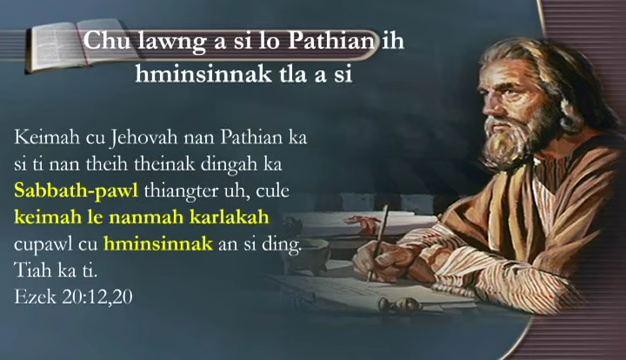 Chu lawng a si lo Pathian ih
hminsinnak tla a si
Keimah cu Jehovah nan Pathian ka
si ti nan theih theinak dingah ka
Sabbath-pawl thiangter uh, cule
keimah le nanmah karlakah
cupawl cu hminsinnak an si ding.
Tiah ka ti.
Ezek 20:12,20